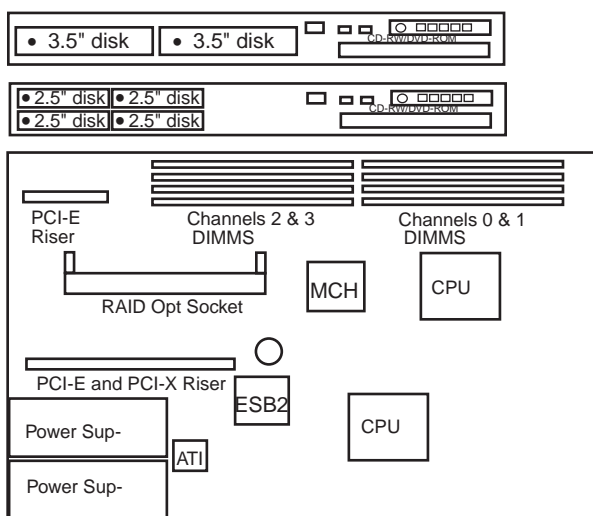 • 3.5" disk • 3.5" disk
CD-RW/DVD-ROM
• 2.5" disk • 2.5" disk
• 2.5" disk • 2.5" disk
CD-RW/DVD-ROM
PCI-E
Riser
Channels 2 & 3
DIMMS
Channels 0 & 1
DIMMS
RAID Opt Socket
MCH
CPU
PCI-E and PCI-X Riser
ESB2
CPU
Power Sup-
ATI
Power Sup-